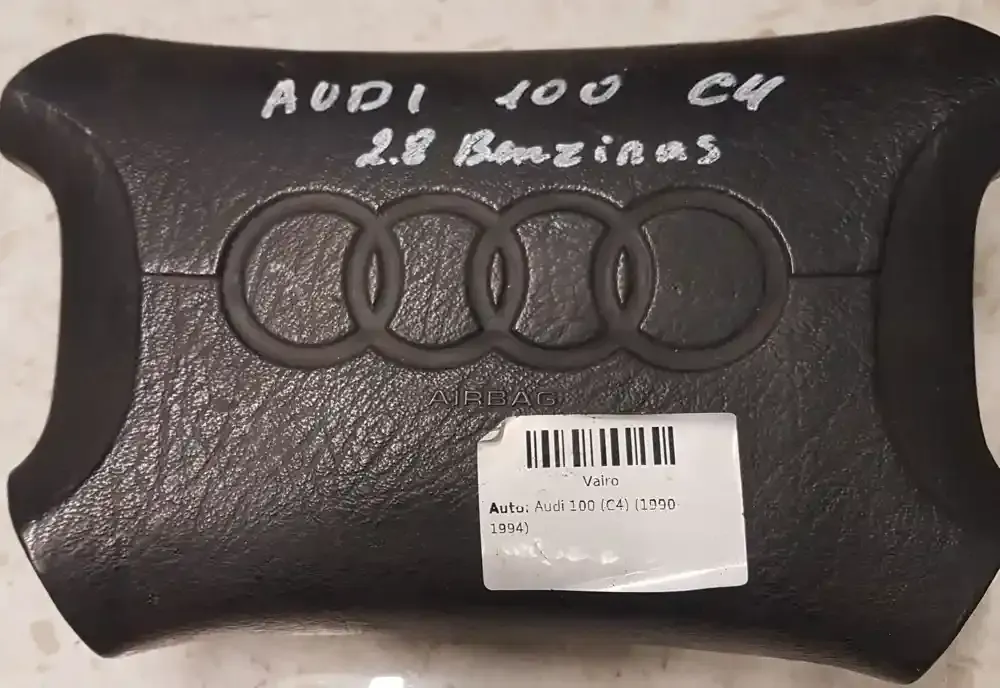 AUDI 100 C4
2.8 Benzinas
AIRBAG
Vairo
Auto: Audi 100 (C4) (1990-
1994)